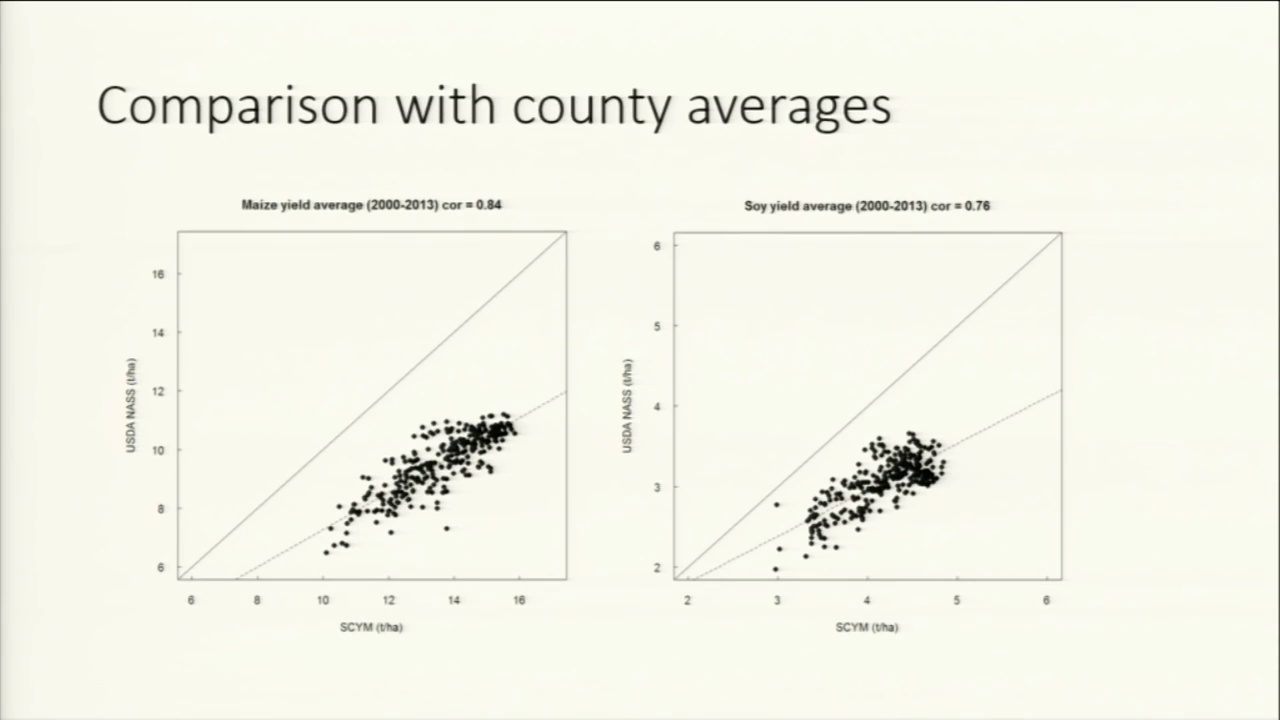 Comparison with county averages
Maize yield average (2000-2013) cor = 0.84
16
14
12
10
8
6
USDA NASS (t/ha)
6 8 10 12 14 16
SCYM (t/ha)
Soy yield average (2000-2013) cor = 0.76
6
5
4
3
2
USDA NASS (t/ha)
2 3 4 5 6
SCYM (t/ha)